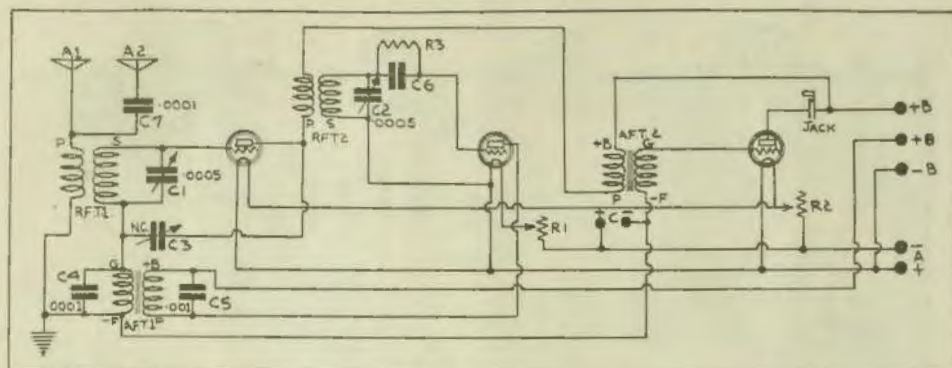 A1
A2
.0001
C7
P
S
RFT1
C1
.0005
N.C.
C3
C4
.0001
G
+B
-F
AFT1
P
.001
C5
P
S
RFT2
R3
C6
C2
.0005
R1
+B
AFT.2
G
P
-F
+ C -
JACK
R2
+B
+B
-B
-
A
+